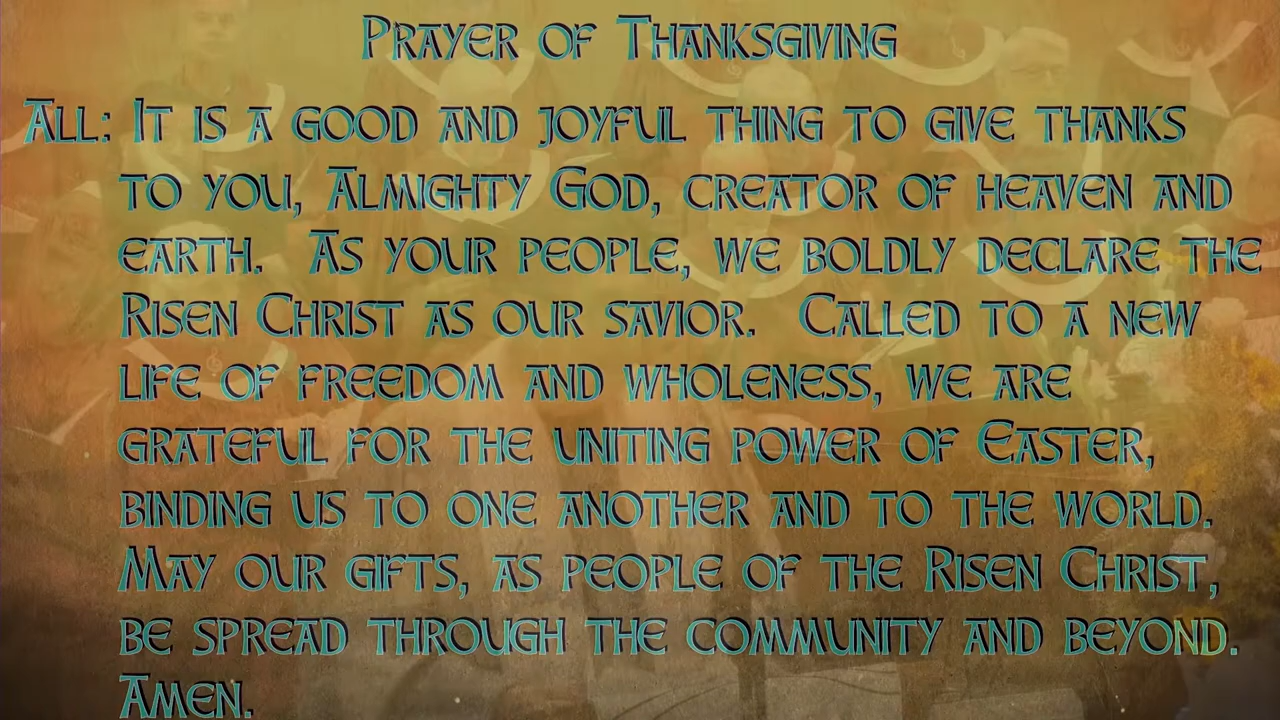 Prayer of Thanksgiving
All: It is a good and joyful thing to give thanks
to you, Almighty God, creator of heaven and
earth. As your people, we boldly declare the
Risen Christ as our savior. Called to a new
life of freedom and wholeness, we are
grateful for the uniting power of Easter,
binding us to one another and to the world.
May our gifts, as people of the Risen Christ,
be spread through the community and beyond.
Amen.